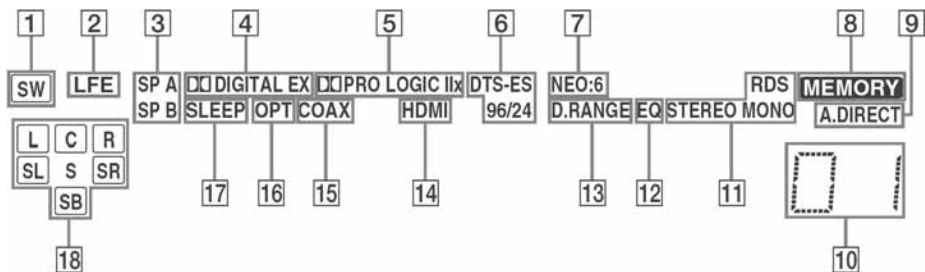 1 2 3 4 5 6 7 8 9
SW LFE SP A DIGITAL EX PRO LOGIC IIx DTS-ES NEO:6 RDS MEMORY
SP B SLEEP OPT COAX HDMI 96/24 D.RANGE EQ STEREO MONO A.DIRECT
L C R
SL S SR
SB
17 16 15 14 13 12 11
01
18 10